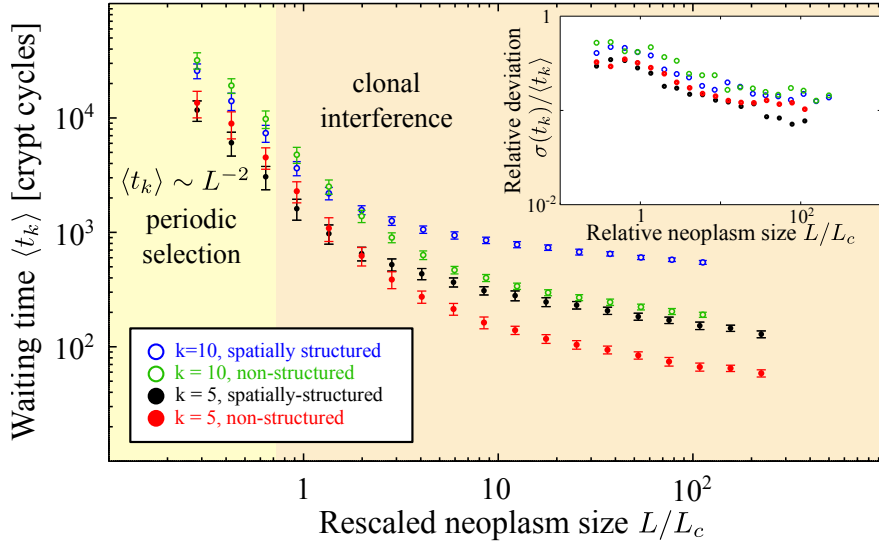 Waiting time ⟨t_k⟩ [crypt cycles]
10^4
10^3
10^2
⟨t_k⟩ ~ L^{-2}
periodic
selection
clonal
interference
k=10, spatially structured
k = 10, non-structured
k = 5, spatially-structured
k = 5, non-structured
1
10
10^2
Rescaled neoplasm size L/L_c
Relative deviation
σ(t_k)/⟨t_k⟩
1
10^{-2}
1
10^2
Relative neoplasm size L/L_c